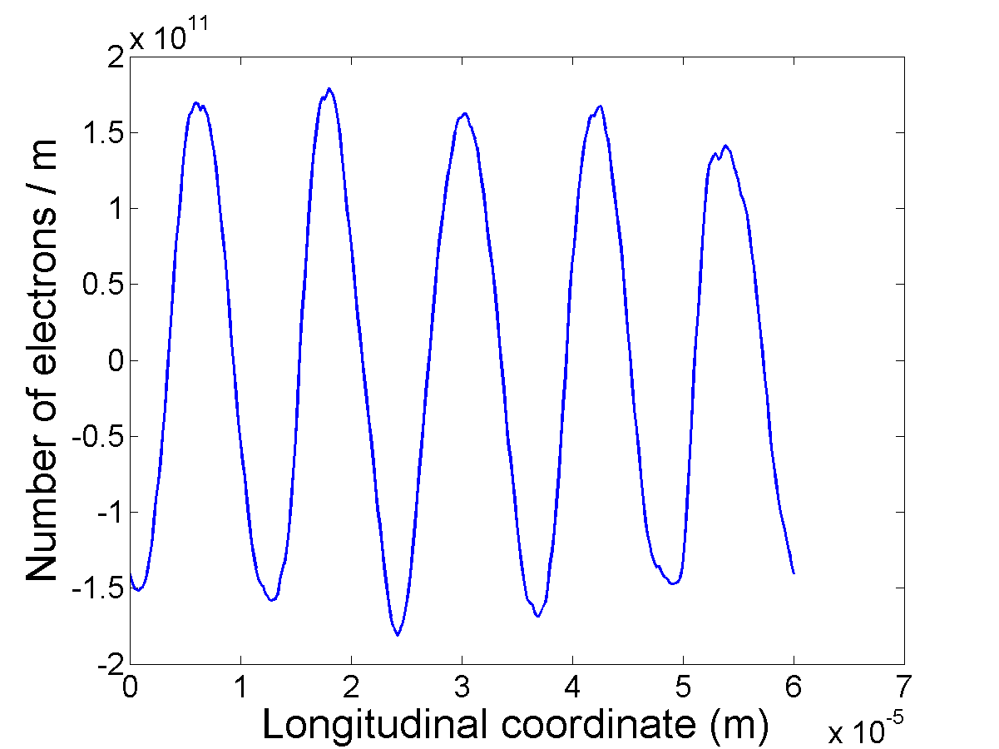 x 10^11
2
1.5
1
0.5
0
-0.5
-1
-1.5
-2
Number of electrons / m
0 1 2 3 4 5 6 7
Longitudinal coordinate (m)
x 10^-5